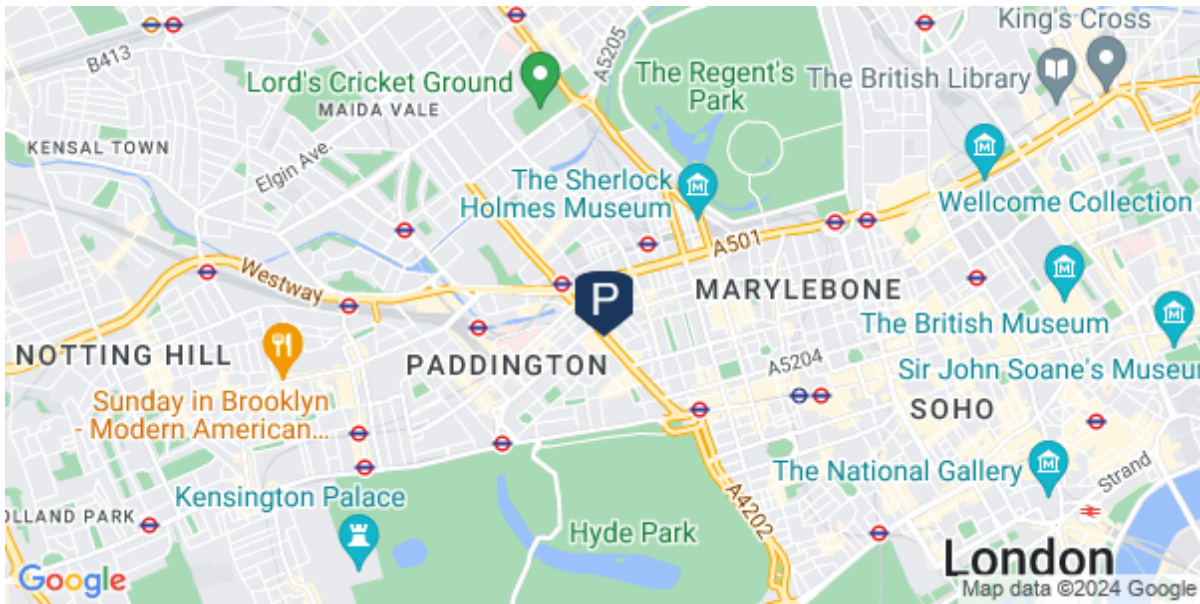 King's Cross
B413
A5205
Lord's Cricket Ground
The Regent's
Park
The British Library
MAIDA VALE
KENSAL TOWN
Elgin Ave.
The Sherlock
Holmes Museum
Wellcome Collection
A501
Westway
P
MARYLEBONE
The British Museum
NOTTING HILL
PADDINGTON
A5204
Sir John Soane's Museu
Sunday in Brooklyn
- Modern American...
SOHO
The National Gallery
Strand
Kensington Palace
A4202
OLLAND PARK
Hyde Park
London
Google
Map data ©2024 Google